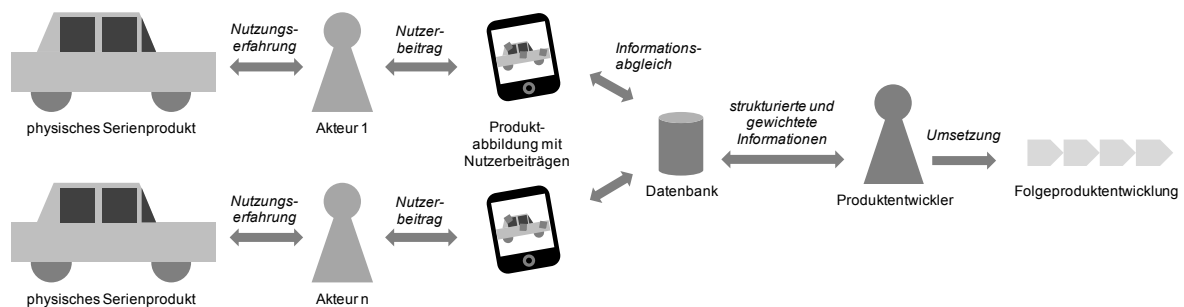 Nutzungs-
erfahrung
Nutzer-
beitrag
physisches Serienprodukt
Akteur 1
Produkt-
abbildung mit
Nutzerbeiträgen
Informations-
abgleich
Datenbank
strukturierte und
gewichtete
Informationen
Produktentwickler
Umsetzung
Folgeproduktentwicklung
Nutzungs-
erfahrung
Nutzer-
beitrag
physisches Serienprodukt
Akteur n